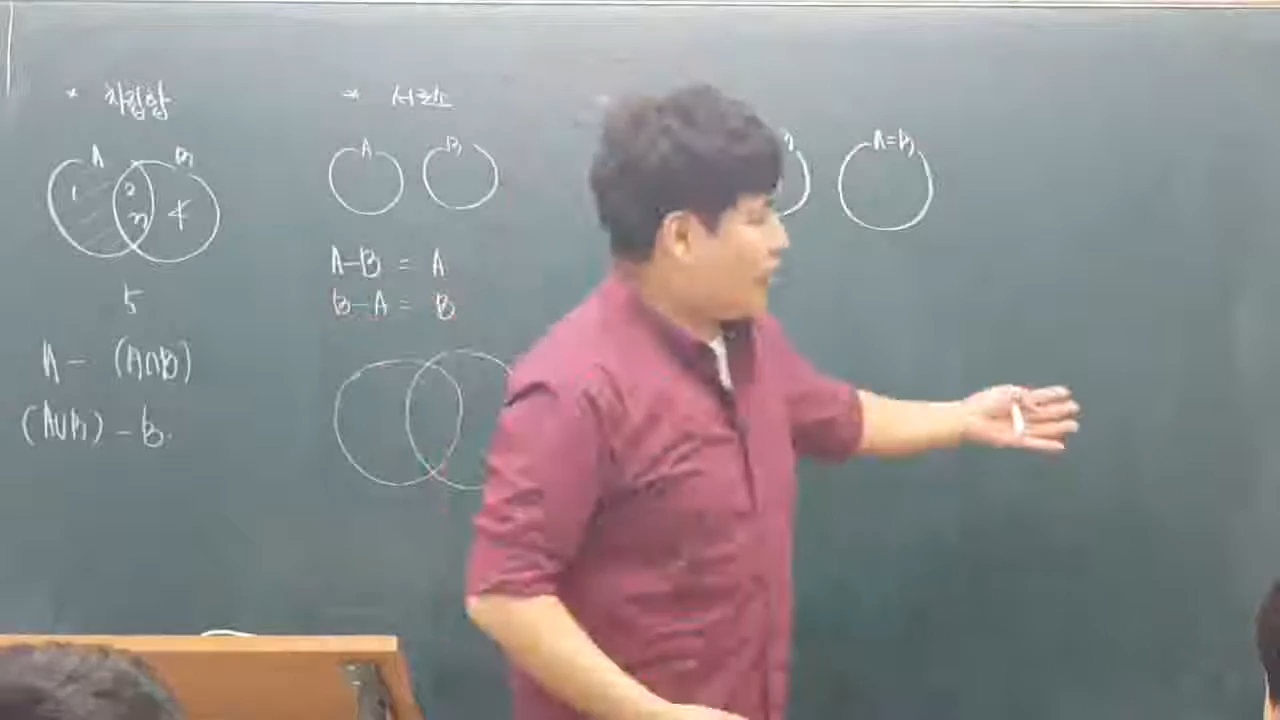 * 차집합
A B
1 2 3 4
5
A - (A∩B)
(A∪B) - B.
* 서로소
A B
A-B = A
B-A = B
A=B